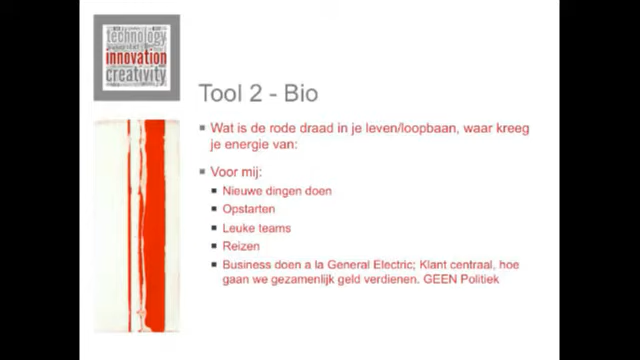 technology
innovation
creativity
Tool 2 - Bio
Wat is de rode draad in je leven/loopbaan, waar kreeg
je energie van:
Voor mij:
Nieuwe dingen doen
Opstarten
Leuke teams
Reizen
Business doen a la General Electric; Klant centraal, hoe
gaan we gezamenlijk geld verdienen. GEEN Politiek